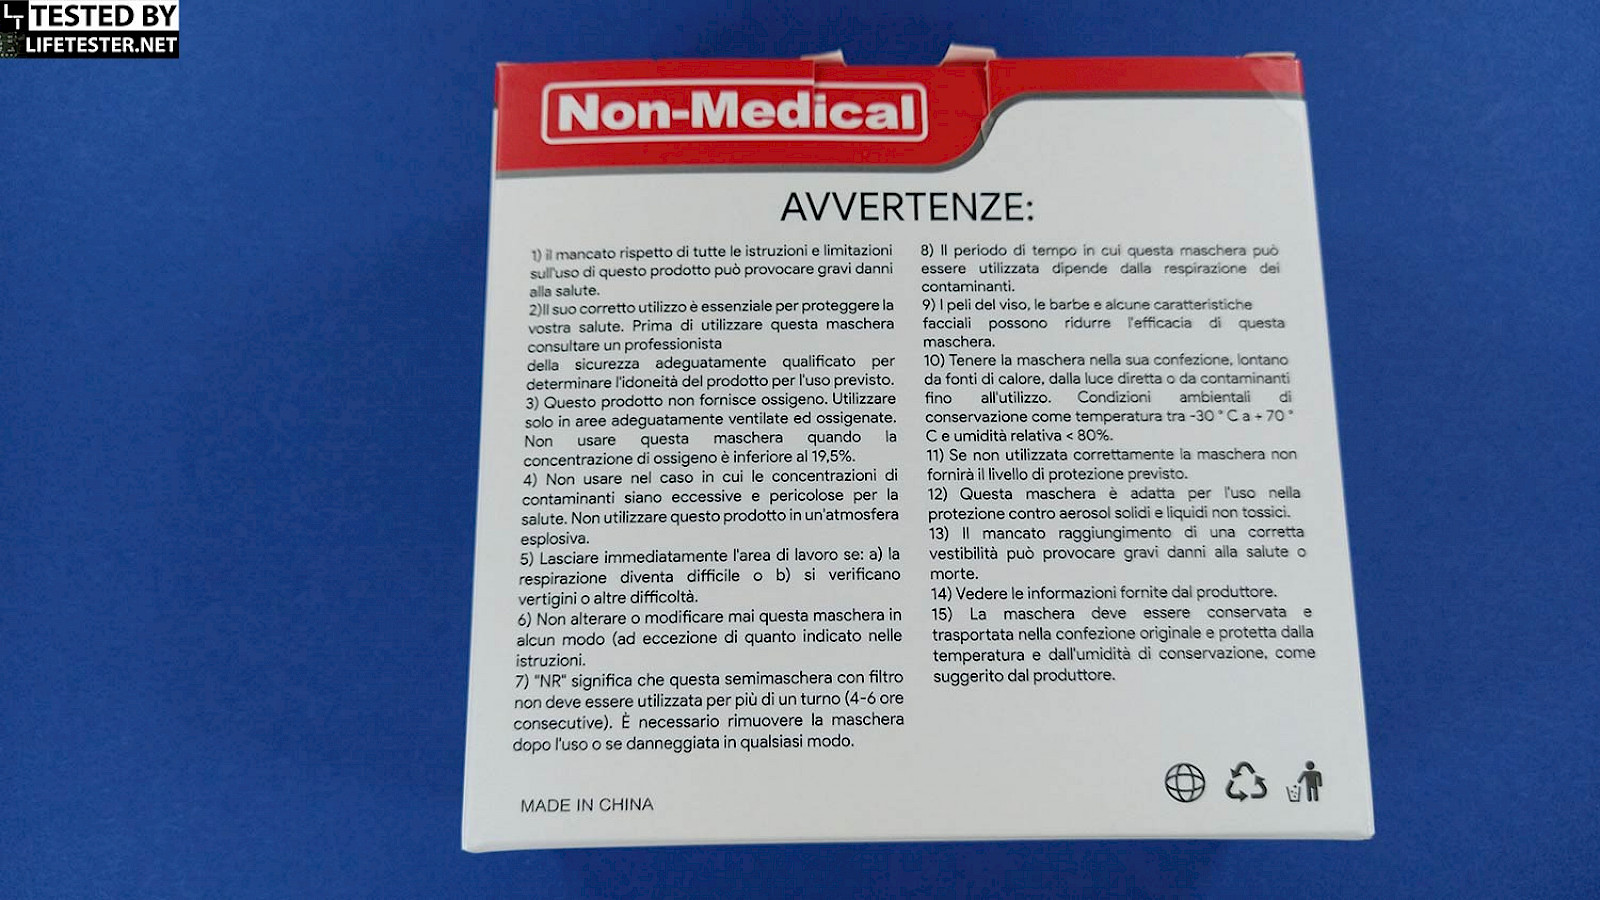 LT TESTED BY
LIFETESTER.NET
Non-Medical
AVVERTENZE:
1) il mancato rispetto di tutte le istruzioni e limitazioni
sull'uso di questo prodotto può provocare gravi danni
alla salute.
2)Il suo corretto utilizzo è essenziale per proteggere la
vostra salute. Prima di utilizzare questa maschera
consultare un professionista
della sicurezza adeguatamente qualificato per
determinare l'idoneità del prodotto per l'uso previsto.
3) Questo prodotto non fornisce ossigeno. Utilizzare
solo in aree adeguatamente ventilate ed ossigenate.
Non usare questa maschera quando la
concentrazione di ossigeno è inferiore al 19,5%.
4) Non usare nel caso in cui le concentrazioni di
contaminanti siano eccessive e pericolose per la
salute. Non utilizzare questo prodotto in un'atmosfera
esplosiva.
5) Lasciare immediatamente l'area di lavoro se: a) la
respirazione diventa difficile o b) si verificano
vertigini o altre difficoltà.
6) Non alterare o modificare mai questa maschera in
alcun modo (ad eccezione di quanto indicato nelle
istruzioni.
7) "NR" significa che questa semimaschera con filtro
non deve essere utilizzata per più di un turno (4-6 ore
consecutive). È necessario rimuovere la maschera
dopo l'uso o se danneggiata in qualsiasi modo.
8) Il periodo di tempo in cui questa maschera può
essere utilizzata dipende dalla respirazione dei
contaminanti.
9) I peli del viso, le barbe e alcune caratteristiche
facciali possono ridurre l'efficacia di questa
maschera.
10) Tenere la maschera nella sua confezione, lontano
da fonti di calore, dalla luce diretta o da contaminanti
fino all'utilizzo. Condizioni ambientali di
conservazione come temperatura tra -30 ° C a + 70 °
C e umidità relativa < 80%.
11) Se non utilizzata correttamente la maschera non
fornirà il livello di protezione previsto.
12) Questa maschera è adatta per l'uso nella
protezione contro aerosol solidi e liquidi non tossici.
13) Il mancato raggiungimento di una corretta
vestibilità può provocare gravi danni alla salute o
morte.
14) Vedere le informazioni fornite dal produttore.
15) La maschera deve essere conservata e
trasportata nella confezione originale e protetta dalla
temperatura e dall'umidità di conservazione, come
suggerito dal produttore.
MADE IN CHINA